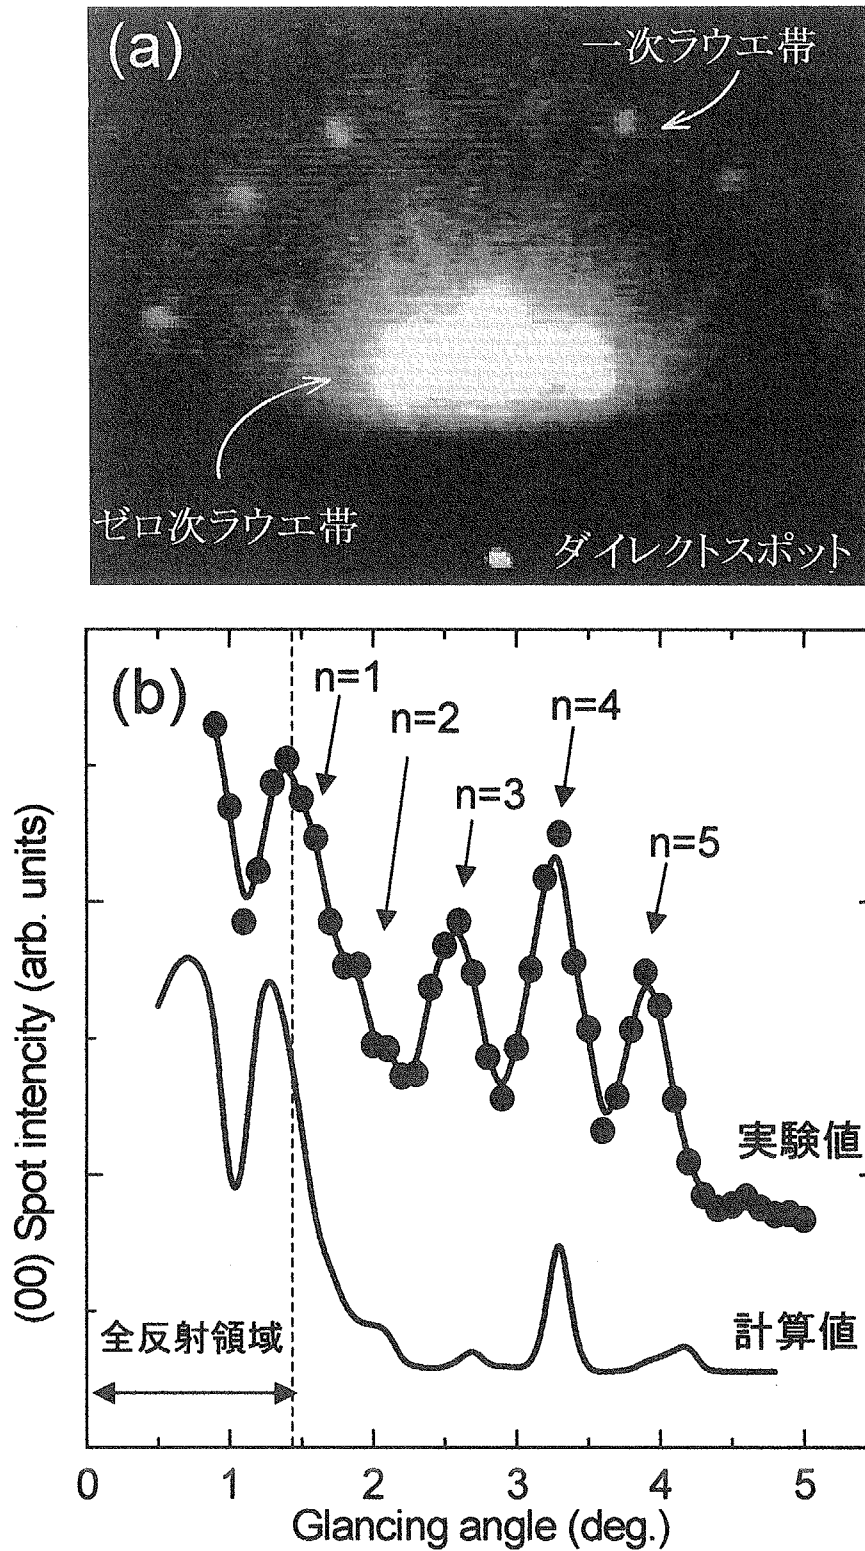 (a)
一次ラウエ帯
ゼロ次ラウエ帯
ダイレクトスポット
(b)
n=1
n=2
n=3
n=4
n=5
(00) Spot intencity (arb. units)
実験値
計算値
全反射領域
0 1 2 3 4 5
Glancing angle (deg.)